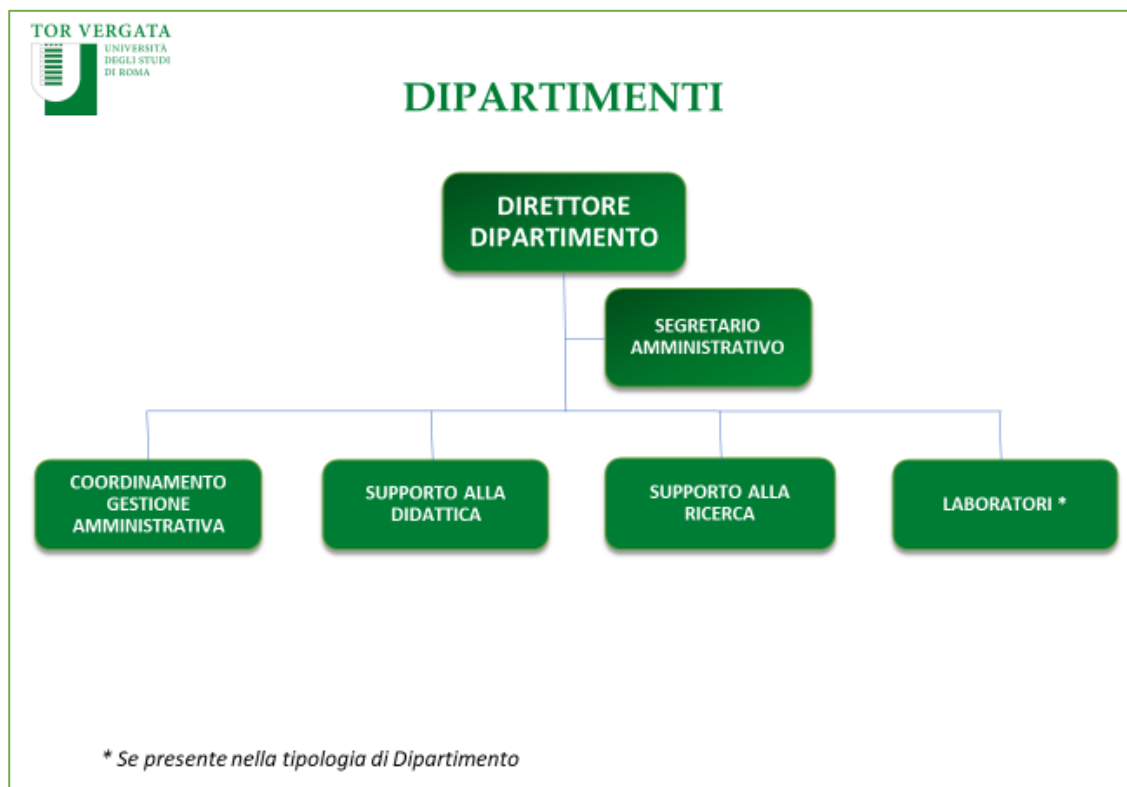 TOR VERGATA
UNIVERSITÀ
DEGLI STUDI
DI ROMA
DIPARTIMENTI
DIRETTORE
DIPARTIMENTO
SEGRETARIO
AMMINISTRATIVO
COORDINAMENTO
GESTIONE
AMMINISTRATIVA
SUPPORTO ALLA
DIDATTICA
SUPPORTO ALLA
RICERCA
LABORATORI *
* Se presente nella tipologia di Dipartimento